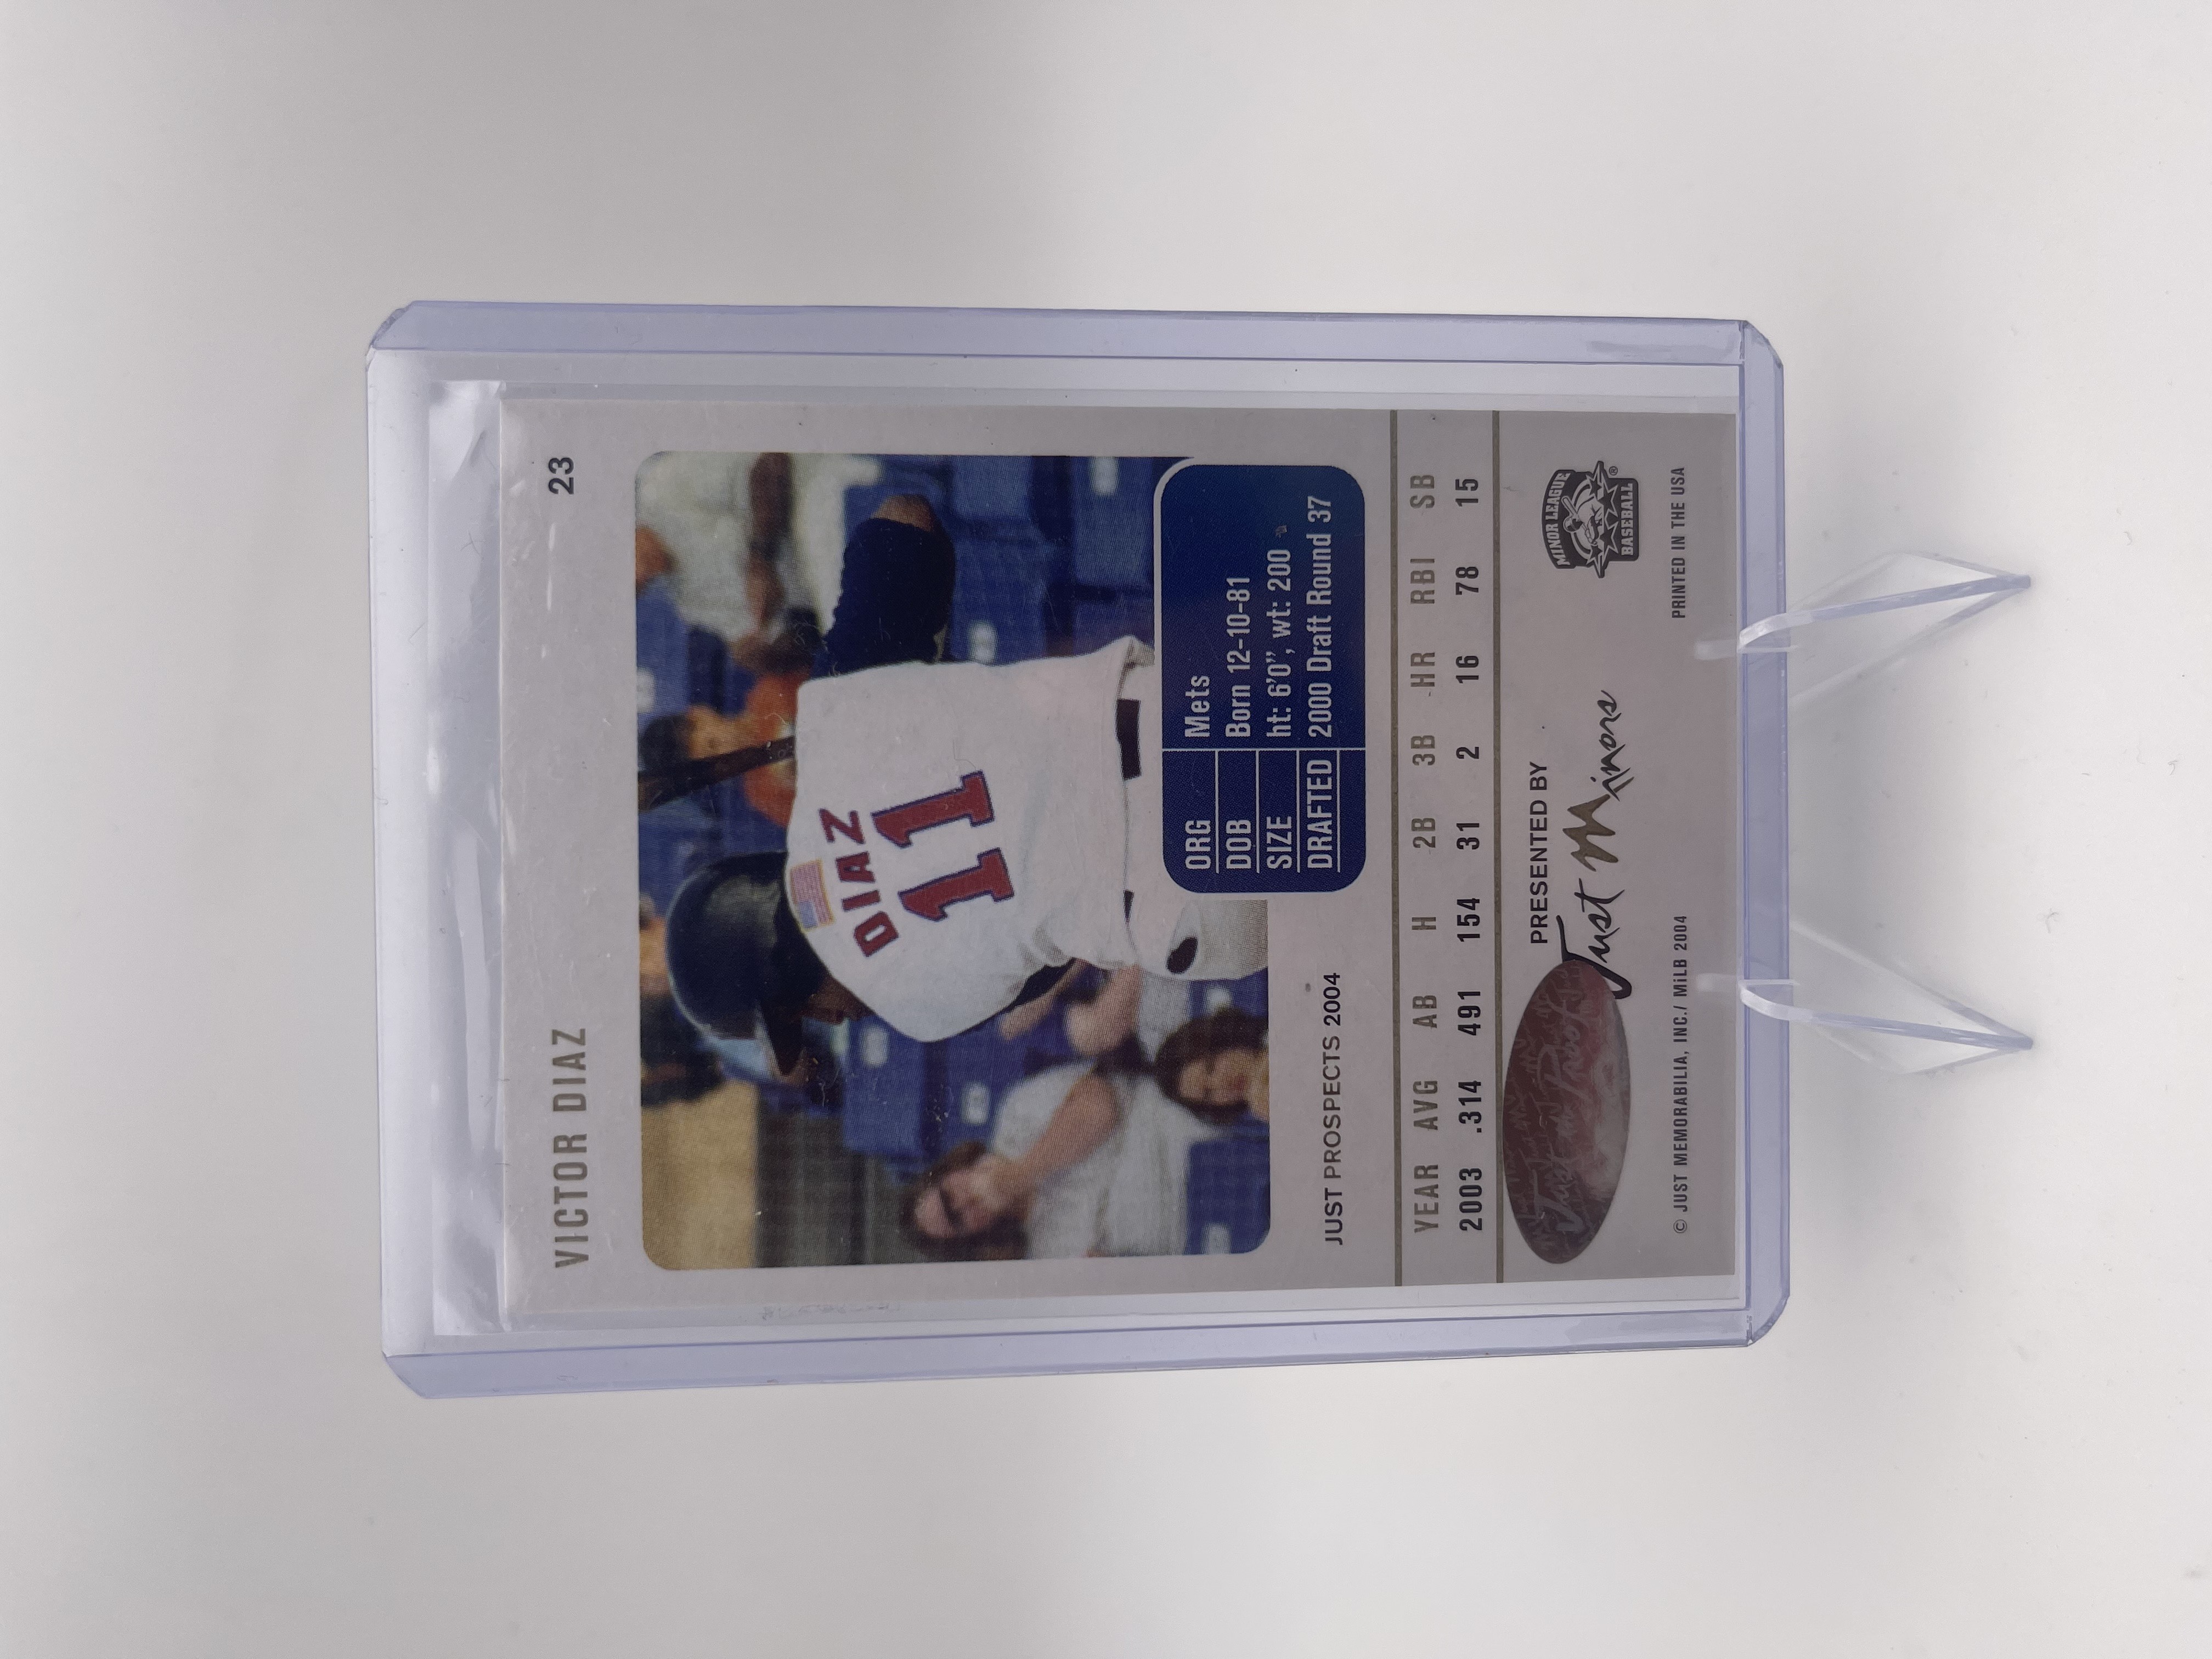 VICTOR DIAZ 23
DIAZ
11
ORG Mets
DOB Born 12-10-81
SIZE ht: 6'0”, wt: 200
DRAFTED 2000 Draft Round 37
JUST PROSPECTS 2004
YEAR AVG AB H 2B 3B HR RBI SB
2003 .314 491 154 31 2 16 78 15
Just in Proof
PRESENTED BY
Just Minors
MINOR LEAGUE
BASEBALL ®
© JUST MEMORABILIA, INC./ MiLB 2004 PRINTED IN THE USA